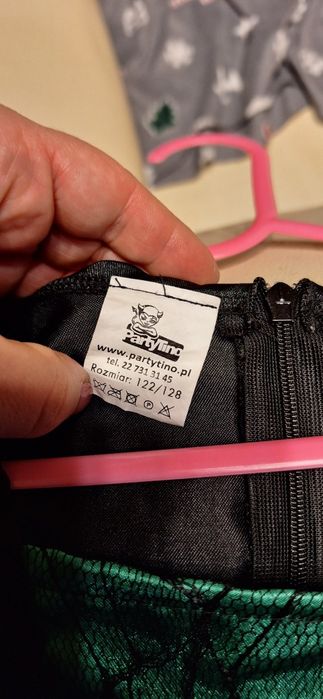 PartyTino
www.partytino.pl
tel. 22 731 31 45
Rozmiar: 122/128